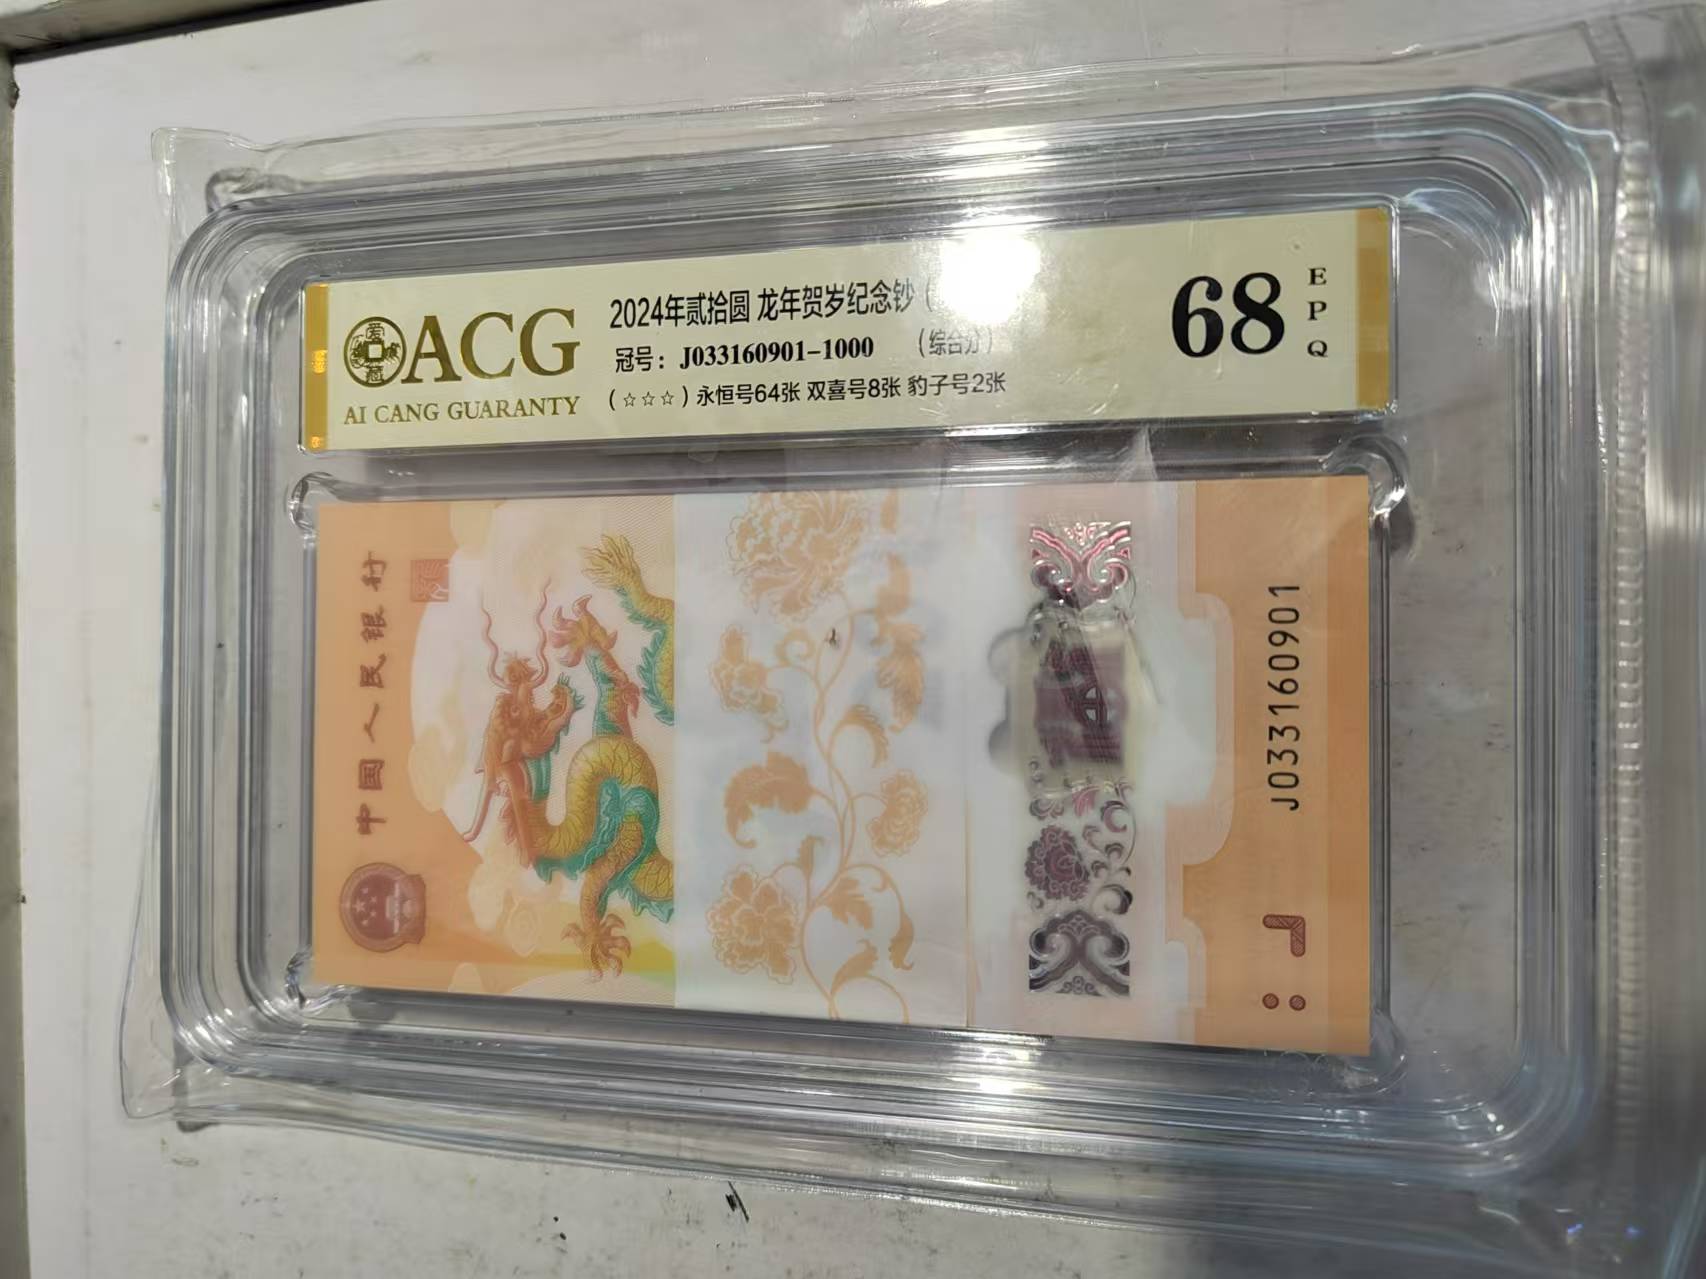 ACG
AI CANG GUARANTY
2024年贰拾圆 龙年贺岁纪念钞（
冠号：J033160901-1000 （综合分）
(☆☆☆) 永恒号64张 双喜号8张 豹子号2张
68
E
P
Q
中国人民银行
J033160901